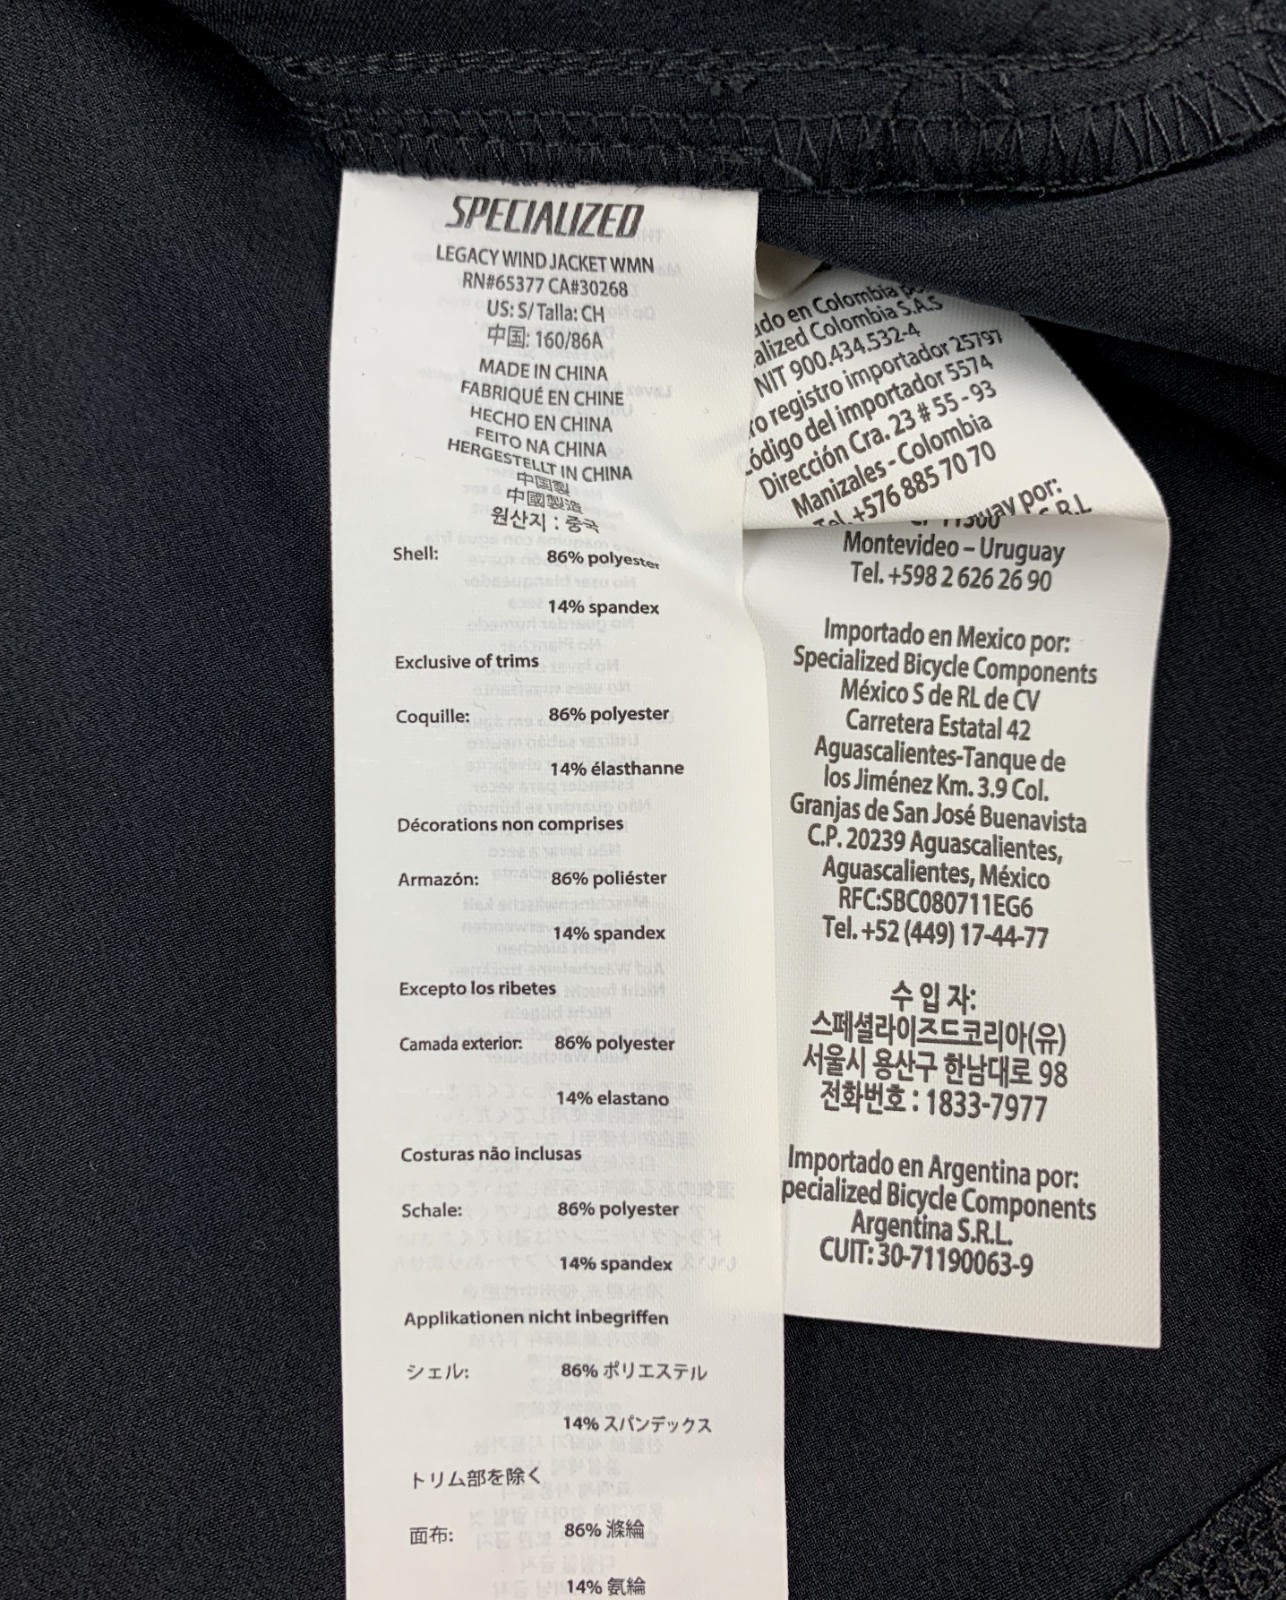 SPECIALIZED
LEGACY WIND JACKET WMN
RN#65377 CA#30268
US: S/ Talla: CH
中国: 160/86A
MADE IN CHINA
FABRIQUÉ EN CHINE
HECHO EN CHINA
FEITO NA CHINA
HERGESTELLT IN CHINA
中国製
中國製造
원산지 : 중국
Shell: 86% polyester
14% spandex
Exclusive of trims
Coquille: 86% polyester
14% élasthanne
Décorations non comprises
Armazón: 86% poliéster
14% spandex
Excepto los ribetes
Camada exterior: 86% polyester
14% elastano
Costuras não inclusas
Schale: 86% polyester
14% spandex
Applikationen nicht inbegriffen
シェル: 86% ポリエステル
14% スパンデックス
トリム部を除く
面布: 86% 滌綸
14% 氨綸
en Colombia
Colombia S.A.S
NIT 900.434.532-4
registro importador 25797
del importador 5574
Dirección Cra. 23 # 55 - 93
Manizales - Colombia
Tel. +576 885 70 70
por:
Montevideo – Uruguay
Tel. +598 2 626 26 90
Importado en Mexico por:
Specialized Bicycle Components
México S de RL de CV
Carretera Estatal 42
Aguascalientes-Tanque de
los Jiménez Km. 3.9 Col.
Granjas de San José Buenavista
C.P. 20239 Aguascalientes,
Aguascalientes, México
RFC:SBC080711EG6
Tel. +52 (449) 17-44-77
수 입 자:
스페셜라이즈드코리아(유)
서울시 용산구 한남대로 98
전화번호 : 1833-7977
Importado en Argentina por:
pecialized Bicycle Components
Argentina S.R.L.
CUIT: 30-71190063-9